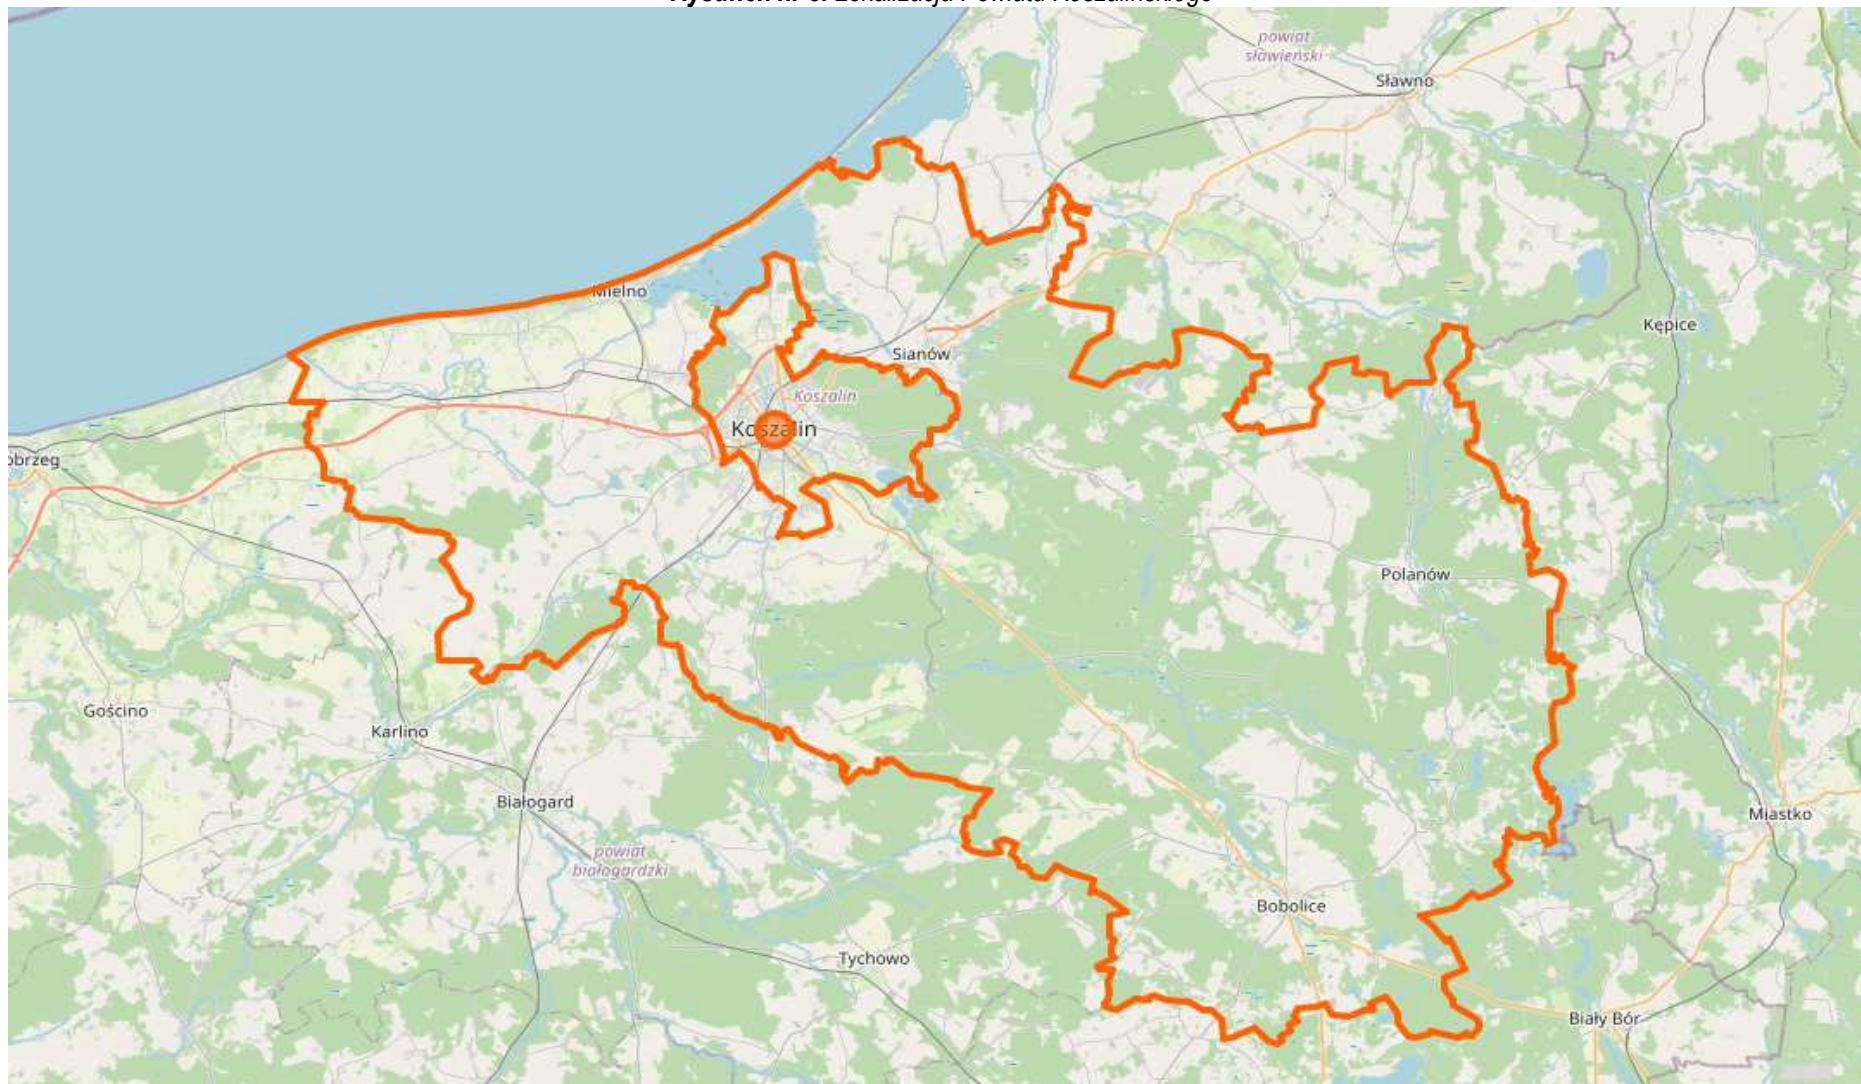 powiat
sławieński
Sławno
Mielno
Kępice
Sianów
Koszalin
Koszalin
obrzeg
Polanów
Gościno
Karlino
Białogard
Miastko
powiat
białogardzki
Bobolice
Tychowo
Biały Bór